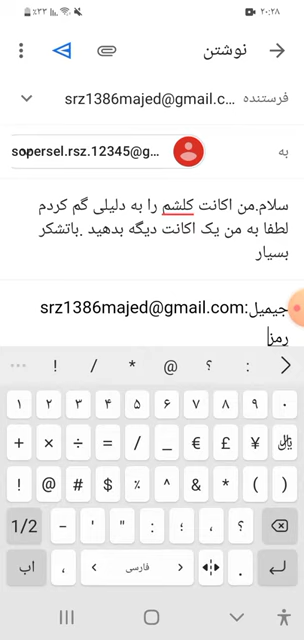 ٪۳۳ ۲۰:۲۸
نوشتن
فرستنده srz1386majed@gmail.c...
به sopersel.rsz.12345@g...
سلام.من اکانت کلشم را به دلیلی گم کردم
لطفا به من یک اکانت دیگه بدهید .باتشکر
بسیار
جیمیل:srz1386majed@gmail.com
رمز
... ! / * @ ؟ :
۱ ۲ ۳ ۴ ۵ ۶ ۷ ۸ ۹ ۰
+ × ÷ = / _ € £ ¥ ﷼
! @ # $ ٪ ^ & * ( )
1/2 - ' " : ؛ ، ؟
اب ، فارسی .